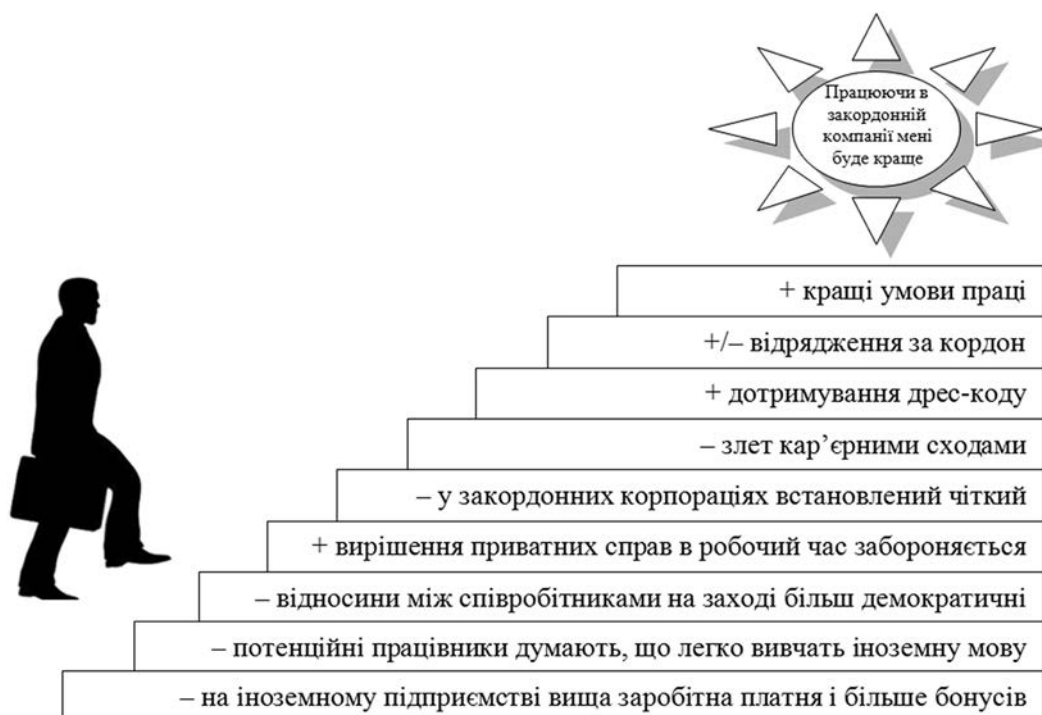 Працюючи в
закордонній
компанії мені
буде краще
+ кращі умови праці
+/– відрядження за кордон
+ дотримування дрес-коду
– злет кар’єрними сходами
– у закордонних корпораціях встановлений чіткий
+ вирішення приватних справ в робочий час забороняється
– відносини між співробітниками на заході більш демократичні
– потенційні працівники думають, що легко вивчать іноземну мову
– на іноземному підприємстві вища заробітна платня і більше бонусів